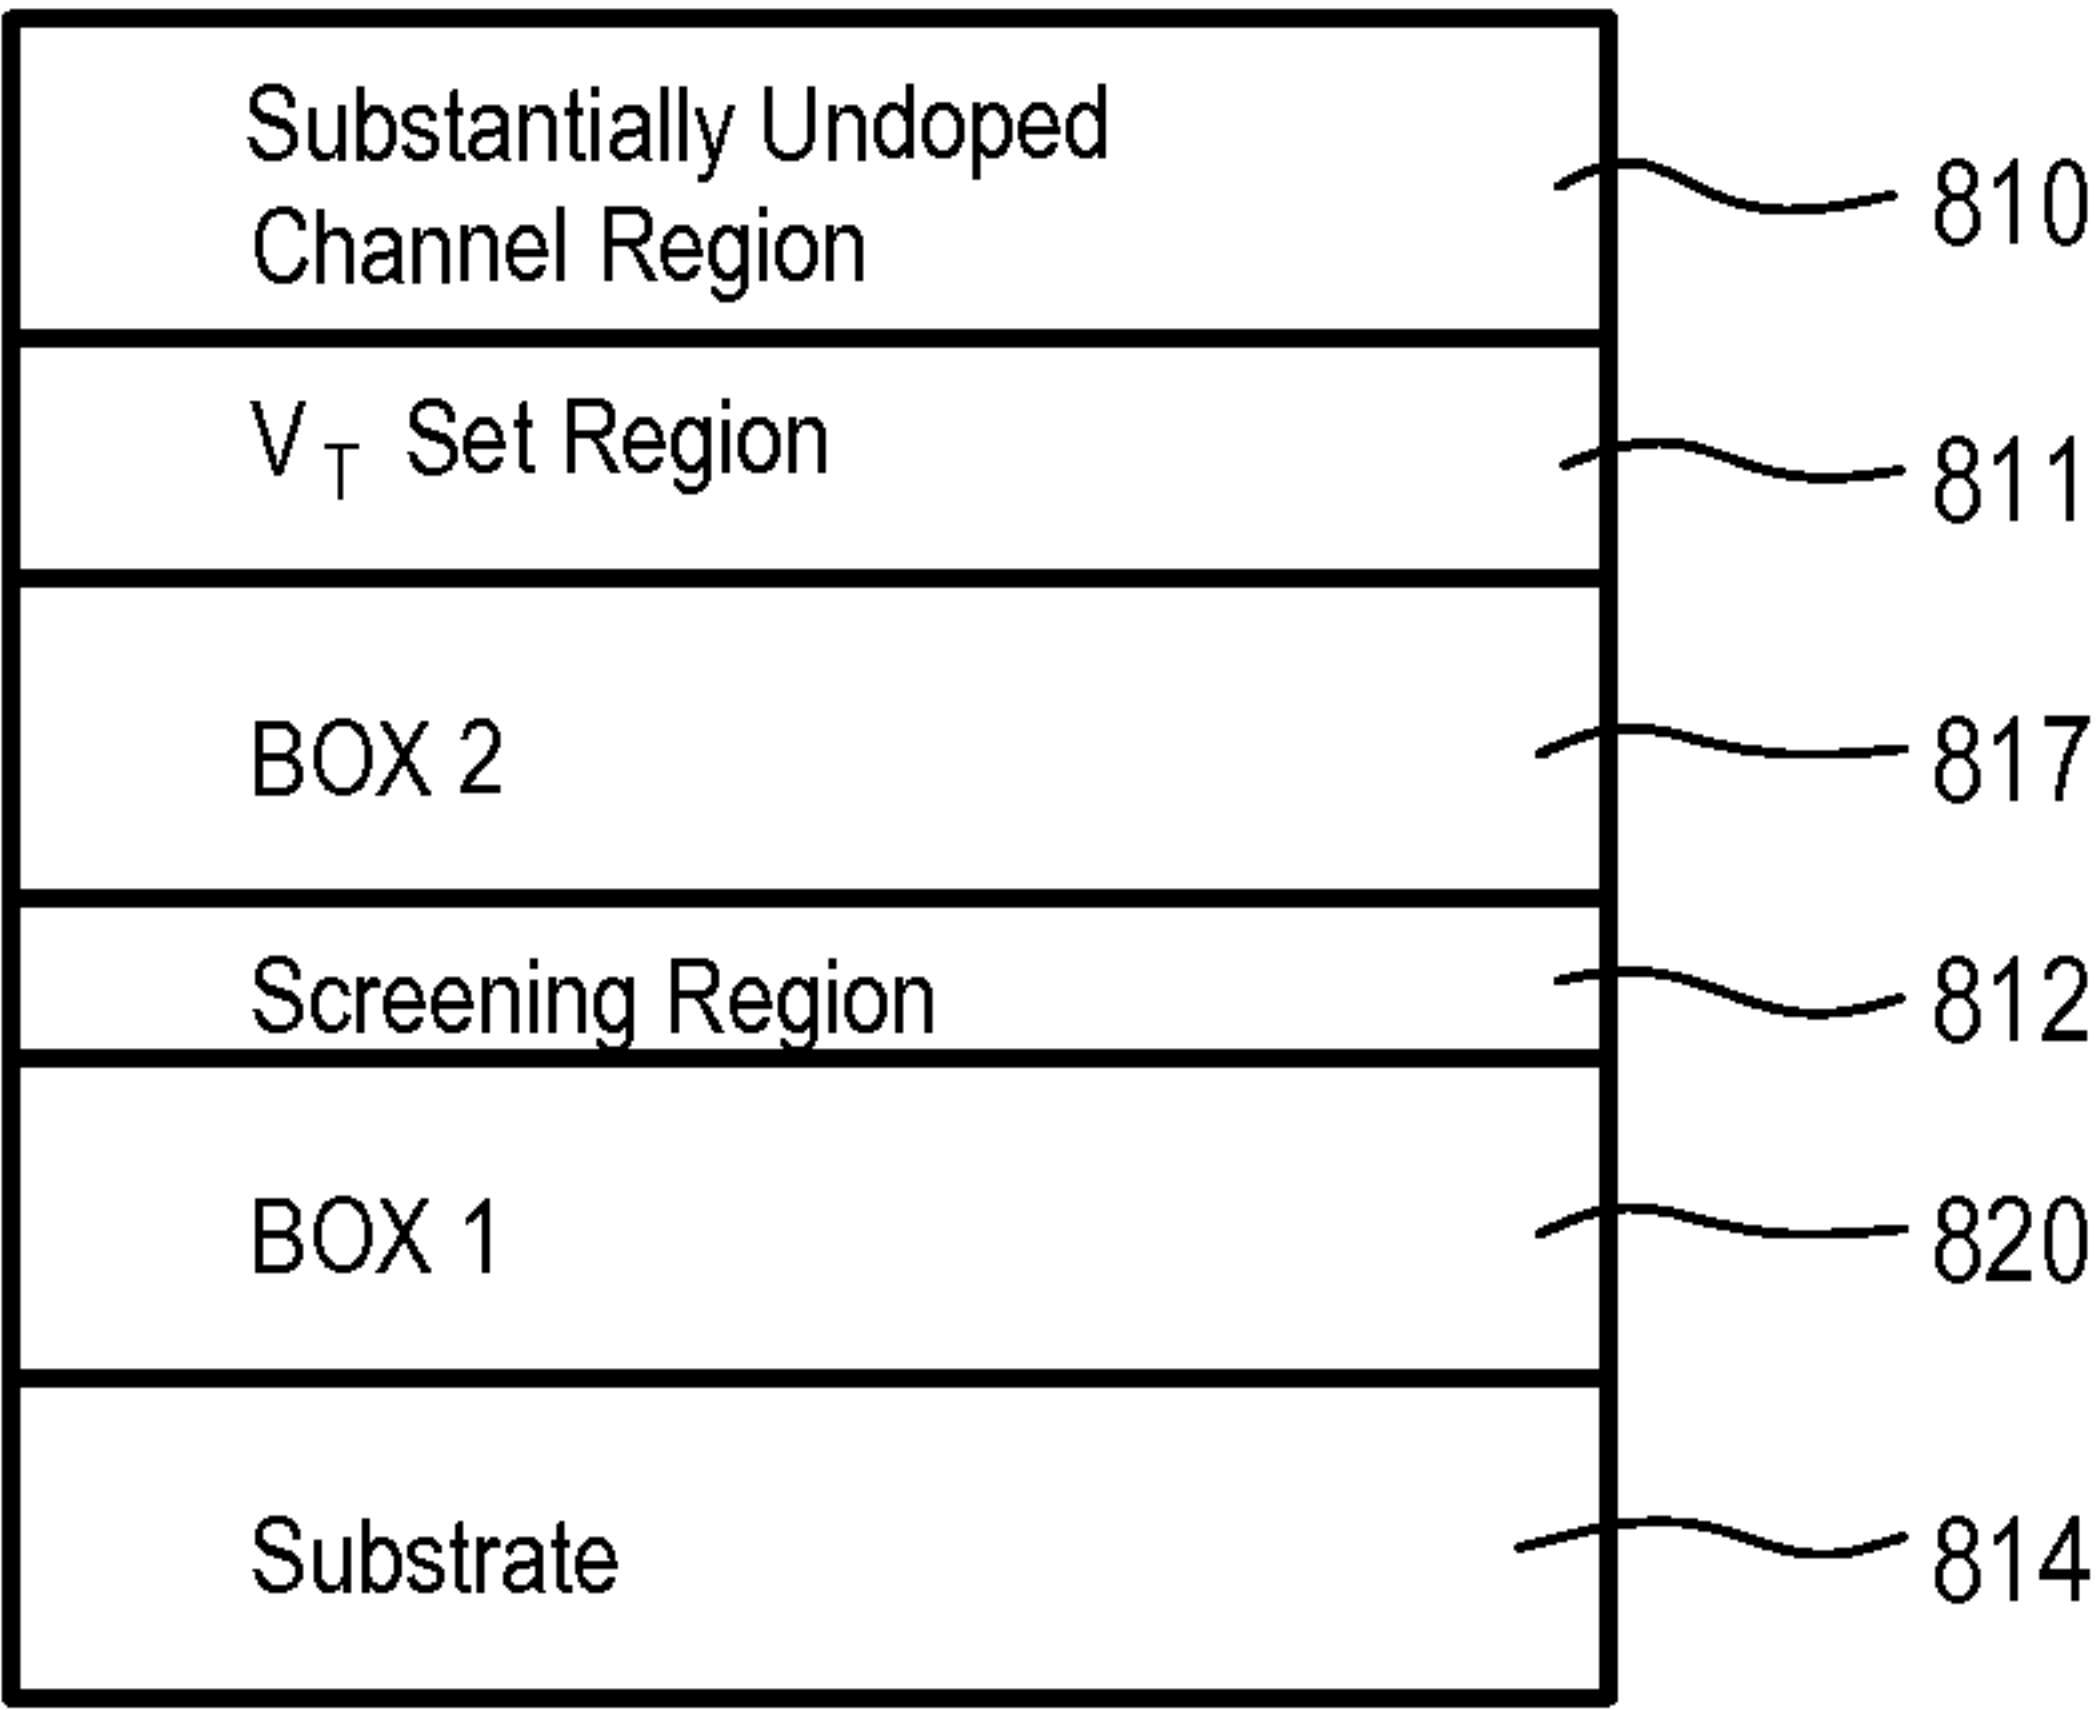 Substantially Undoped
Channel Region
810
V T Set Region
811
BOX 2
817
Screening Region
812
BOX 1
820
Substrate
814